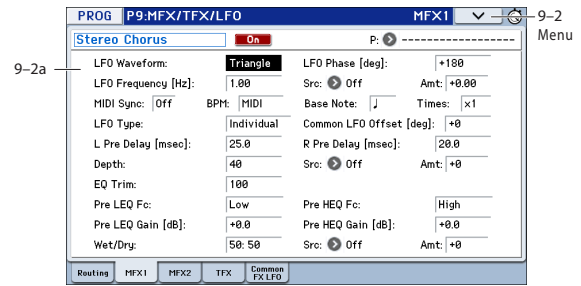 PROG P9:MFX/TFX/LFO MFX1 9–2
Menu
Stereo Chorus On P: ----------------
9–2a
LFO Waveform: Triangle LFO Phase [deg]: +180
LFO Frequency [Hz]: 1.00 Src: Off Amt: +0.00
MIDI Sync: Off BPM: MIDI Base Note: ♩ Times: x1
LFO Type: Individual Common LFO Offset [deg]: +0
L Pre Delay [msec]: 25.0 R Pre Delay [msec]: 20.0
Depth: 40 Src: Off Amt: +0
EQ Trim: 100
Pre LEQ Fc: Low Pre HEQ Fc: High
Pre LEQ Gain [dB]: +0.0 Pre HEQ Gain [dB]: +0.0
Wet/Dry: 50:50 Src: Off Amt: +0
Routing MFX1 MFX2 TFX Common FX LFO